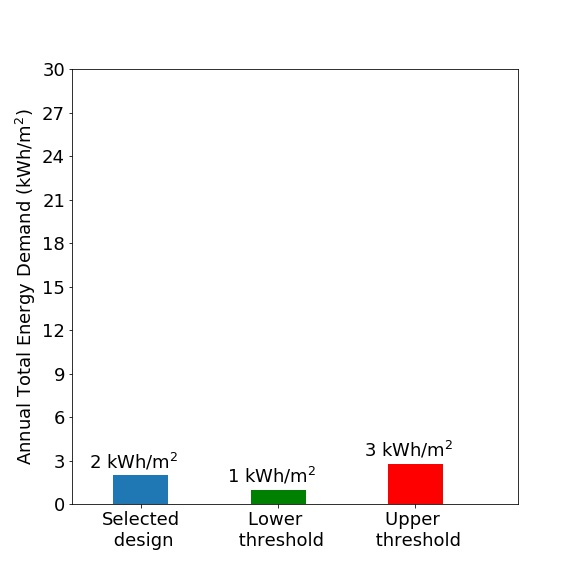 30
27
24
21
18
15
12
9
6
3
0
Annual Total Energy Demand (kWh/m²)
2 kWh/m²
1 kWh/m²
3 kWh/m²
Selected
design
Lower
threshold
Upper
threshold